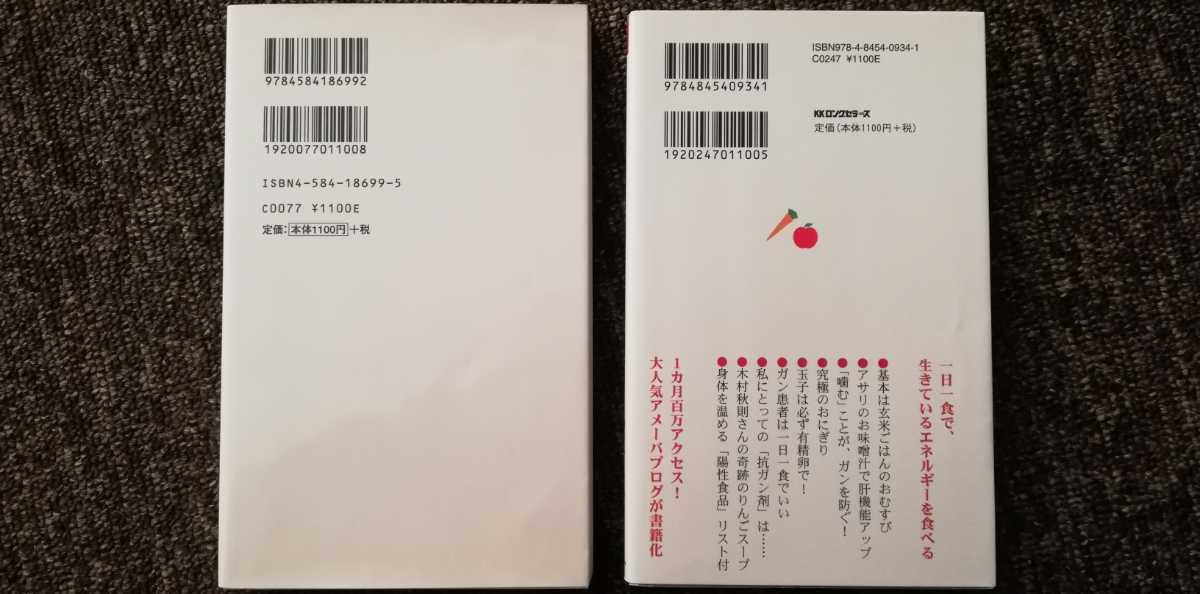 9784584186992
1920077011008
ISBN4-584-18699-5
C0077 ¥1100E
定価：本体1100円+税
ISBN978-4-8454-0934-1
C0247 ¥1100E
9784845409341
KKロングセラーズ
定価（本体1100円+税）
1920247011005
一日一食で、
生きているエネルギーを食べる
●基本は玄米ごはんのおむすび
●アサリのお味噌汁で肝機能アップ
●「噛む」ことが、ガンを防ぐ！
●究極のおにぎり
●玉子は必ず有精卵で！
●ガン患者は一日一食でいい
●私にとっての「抗ガン剤」は……
●木村秋則さんの奇跡のりんごスープ
●身体を温める「陽性食品」リスト付
1カ月百万アクセス！
大人気アメーバブログが書籍化